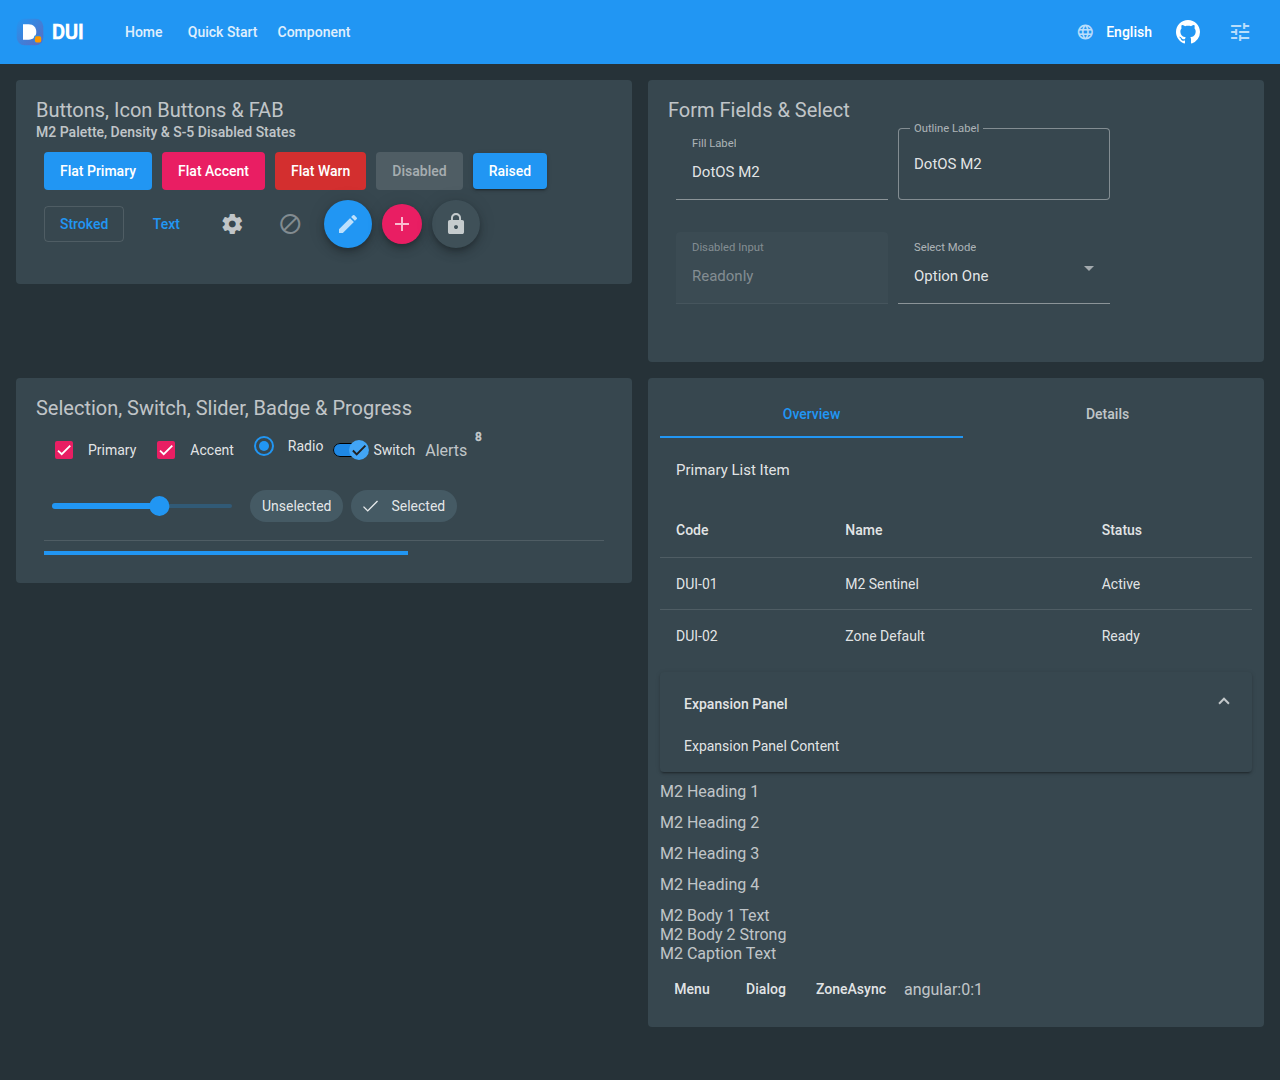 DUI
Home
Quick Start
Component
English
Buttons, Icon Buttons & FAB
M2 Palette, Density & S-5 Disabled States
Flat Primary
Flat Accent
Flat Warn
Disabled
Raised
Stroked
Text
Form Fields & Select
Fill Label
DotOS M2
Outline Label
DotOS M2
Disabled Input
Readonly
Select Mode
Option One
Selection, Switch, Slider, Badge & Progress
Primary
Accent
Radio
Switch
Alerts
8
Unselected
Selected
Overview
Details
Primary List Item
Code Name Status
DUI-01 M2 Sentinel Active
DUI-02 Zone Default Ready
Expansion Panel
Expansion Panel Content
M2 Heading 1
M2 Heading 2
M2 Heading 3
M2 Heading 4
M2 Body 1 Text
M2 Body 2 Strong
M2 Caption Text
Menu
Dialog
ZoneAsync
angular:0:1